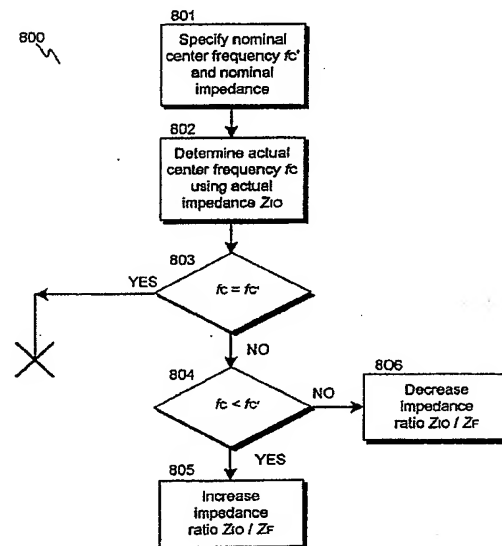 800
801
Specify nominal
center frequency fc'
and nominal
impedance
802
Determine actual
center frequency fc
using actual
impedance ZIO
803
YES
fc = fc'
NO
804
fc < fc'
NO
806
Decrease
impedance
ratio ZIO / ZF
YES
805
Increase
impedance
ratio ZIO / ZF